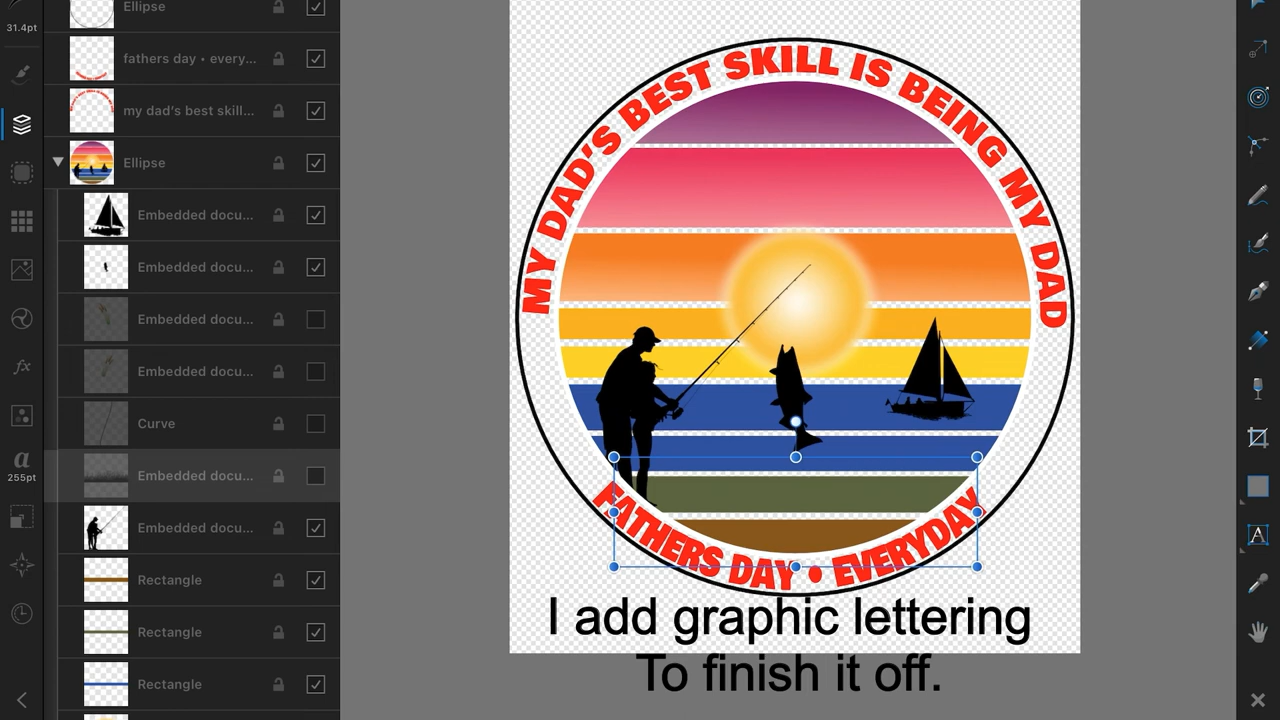 31.4pt
Ellipse
fathers day • every...
my dad's best skill...
Ellipse
Embedded docu...
Embedded docu...
Embedded docu...
Embedded docu...
Curve
Embedded docu...
Embedded docu...
Rectangle
Rectangle
Rectangle
fx
a
255pt
MY DAD'S BEST SKILL IS BEING MY DAD
FATHERS DAY • EVERYDAY
I add graphic lettering
To finish it off.
A